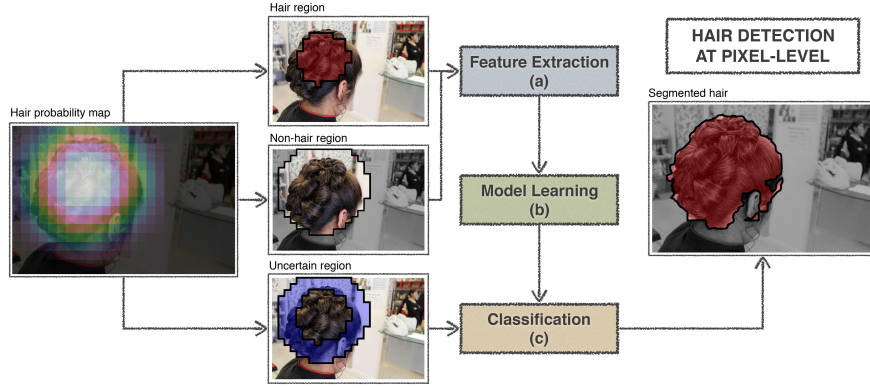 Hair region
HAIR DETECTION
AT PIXEL-LEVEL
Feature Extraction
(a)
Segmented hair
Hair probability map
Non-hair region
Model Learning
(b)
Uncertain region
Classification
(c)